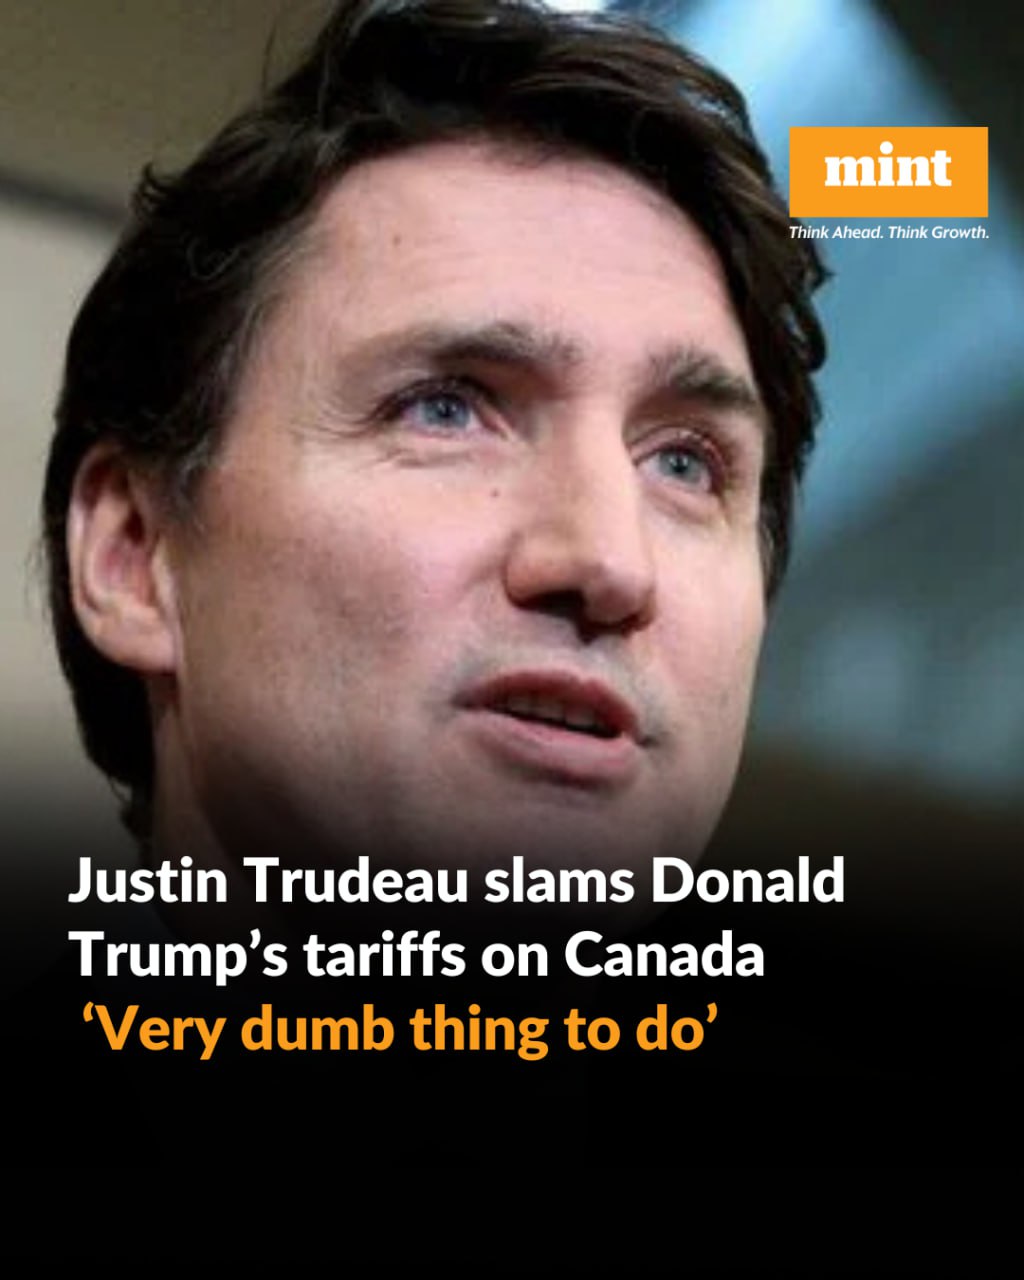 mint
Think Ahead. Think Growth.
Justin Trudeau slams Donald
Trump’s tariffs on Canada
‘Very dumb thing to do’